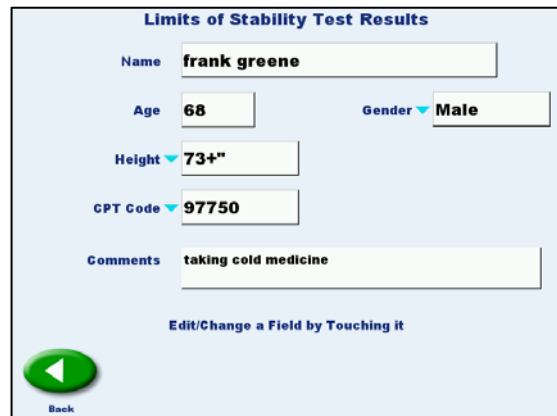 Limits of Stability Test Results
Name frank greene
Age 68 Gender Male
Height 73+"
CPT Code 97750
Comments taking cold medicine
Edit/Change a Field by Touching it
Back